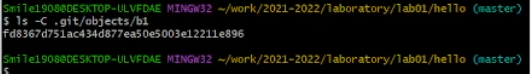 Smile1908@DESKTOP-ULVFDAE MINGW32 ~/work/2021-2022/laboratory/lab01/hello (master)
$ ls -C .git/objects/b1
fd8367d751ac434d877ea50e5003e12211e896
Smile1908@DESKTOP-ULVFDAE MINGW32 ~/work/2021-2022/laboratory/lab01/hello (master)
$